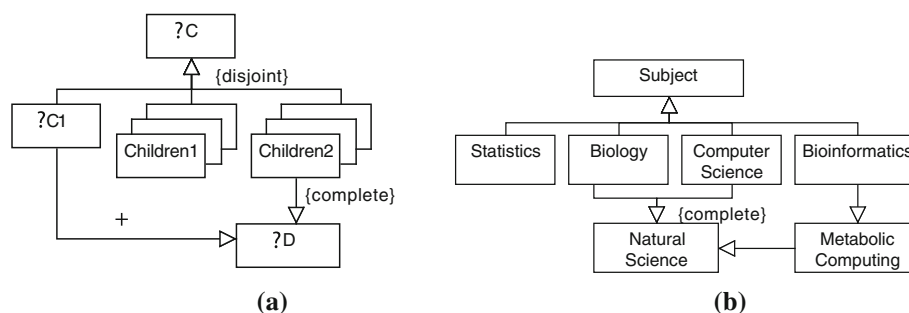 ?C
{disjoint}
?C1
Children1
Children2
{complete}
+
?D
(a)
Subject
Statistics
Biology
Computer
Science
Bioinformatics
{complete}
Natural
Science
Metabolic
Computing
(b)